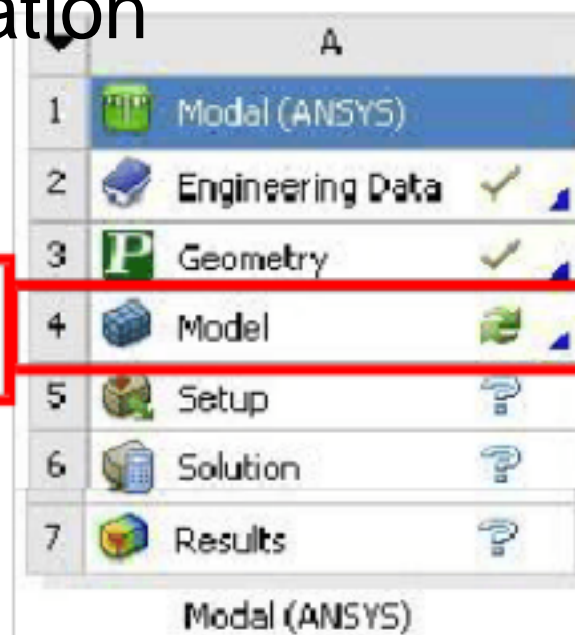 ation
A
1 Modal (ANSYS)
2 Engineering Data
3 P Geometry
4 Model
5 Setup ?
6 Solution ?
7 Results ?
Modal (ANSYS)